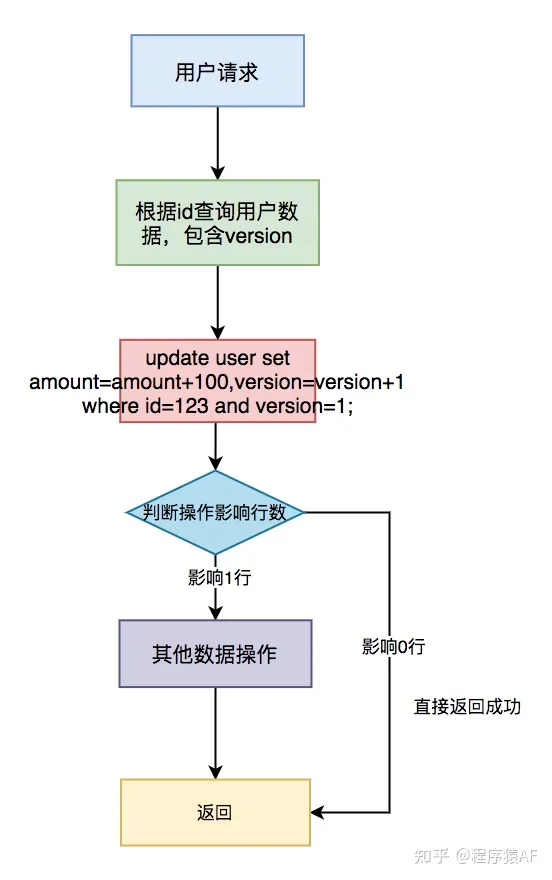 用户请求
根据id查询用户数
据，包含version
update user set
amount=amount+100,version=version+1
where id=123 and version=1;
判断操作影响行数
影响1行
其他数据操作
影响0行
直接返回成功
返回
知乎 @程序猿AF